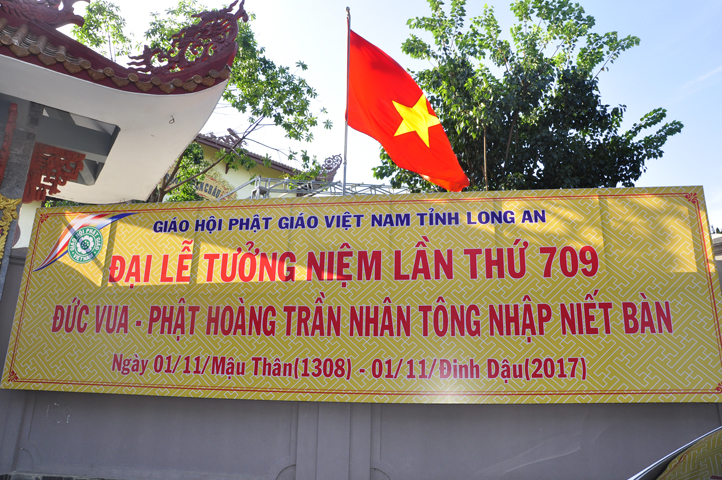 GIÁO HỘI PHẬT GIÁO VIỆT NAM TỈNH LONG AN
ĐẠI LỄ TƯỞNG NIỆM LẦN THỨ 709
ĐỨC VUA - PHẬT HOÀNG TRẦN NHÂN TÔNG NHẬP NIẾT BÀN
Ngày 01/11/Mậu Thân(1308) - 01/11/Đinh Dậu(2017)